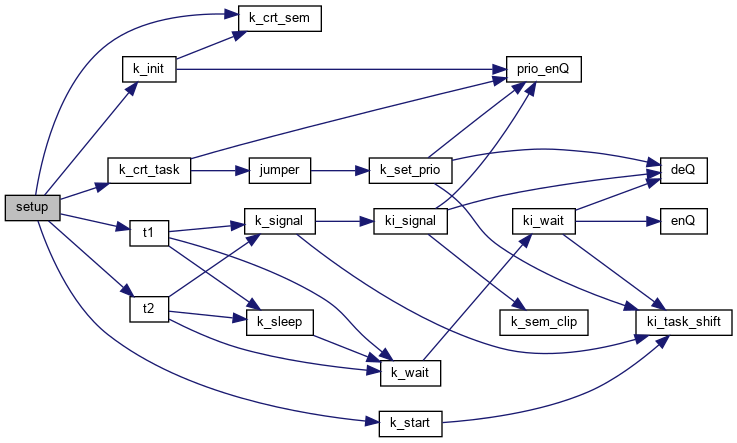 k_crt_sem
k_init
prio_enQ
k_crt_task
jumper
k_set_prio
deQ
setup
t1
k_signal
ki_signal
ki_wait
enQ
t2
k_sleep
k_sem_clip
ki_task_shift
k_wait
k_start